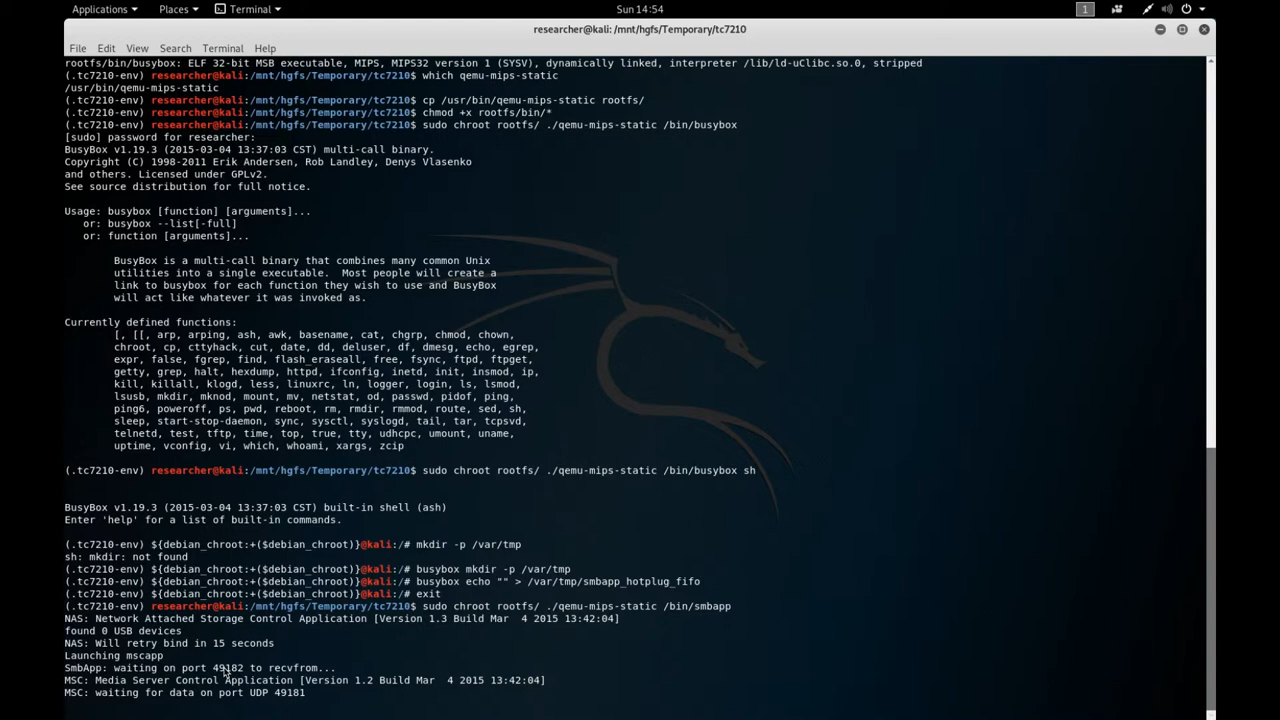 Applications Places Terminal Sun 14:54 1
researcher@kali: /mnt/hgfs/Temporary/tc7210
File Edit View Search Terminal Help
rootfs/bin/busybox: ELF 32-bit MSB executable, MIPS, MIPS32 version 1 (SYSV), dynamically linked, interpreter /lib/ld-uClibc.so.0, stripped
(.tc7210-env) researcher@kali:/mnt/hgfs/Temporary/tc7210$ which qemu-mips-static
/usr/bin/qemu-mips-static
(.tc7210-env) researcher@kali:/mnt/hgfs/Temporary/tc7210$ cp /usr/bin/qemu-mips-static rootfs/
(.tc7210-env) researcher@kali:/mnt/hgfs/Temporary/tc7210$ chmod +x rootfs/bin/*
(.tc7210-env) researcher@kali:/mnt/hgfs/Temporary/tc7210$ sudo chroot rootfs/ ./qemu-mips-static /bin/busybox
[sudo] password for researcher:
BusyBox v1.19.3 (2015-03-04 13:37:03 CST) multi-call binary.
Copyright (C) 1998-2011 Erik Andersen, Rob Landley, Denys Vlasenko
and others. Licensed under GPLv2.
See source distribution for full notice.
Usage: busybox [function] [arguments]...
or: busybox --list[-full]
or: function [arguments]...
BusyBox is a multi-call binary that combines many common Unix
utilities into a single executable.  Most people will create a
link to busybox for each function they wish to use and BusyBox
will act like whatever it was invoked as.
Currently defined functions:
[, [[, arp, arping, ash, awk, basename, cat, chgrp, chmod, chown,
chroot, cp, cttyhack, cut, date, dd, deluser, df, dmesg, echo, egrep,
expr, false, fgrep, find, flash_eraseall, free, fsync, ftpd, ftpget,
getty, grep, halt, hexdump, httpd, ifconfig, inetd, init, insmod, ip,
kill, killall, klogd, less, linuxrc, ln, logger, login, ls, lsmod,
lsusb, mkdir, mknod, mount, mv, netstat, od, passwd, pidof, ping,
ping6, poweroff, ps, pwd, reboot, rm, rmdir, rmmod, route, sed, sh,
sleep, start-stop-daemon, sync, sysctl, syslogd, tail, tar, tcpsvd,
telnetd, test, tftp, time, top, true, tty, udhcpc, umount, uname,
uptime, vconfig, vi, which, whoami, xargs, zcip
(.tc7210-env) researcher@kali:/mnt/hgfs/Temporary/tc7210$ sudo chroot rootfs/ ./qemu-mips-static /bin/busybox sh
BusyBox v1.19.3 (2015-03-04 13:37:03 CST) built-in shell (ash)
Enter 'help' for a list of built-in commands.
(.tc7210-env) ${debian_chroot:+($debian_chroot)}@kali:/# mkdir -p /var/tmp
sh: mkdir: not found
(.tc7210-env) ${debian_chroot:+($debian_chroot)}@kali:/# busybox mkdir -p /var/tmp
(.tc7210-env) ${debian_chroot:+($debian_chroot)}@kali:/# busybox echo "" > /var/tmp/smbapp_hotplug_fifo
(.tc7210-env) ${debian_chroot:+($debian_chroot)}@kali:/# exit
(.tc7210-env) researcher@kali:/mnt/hgfs/Temporary/tc7210$ sudo chroot rootfs/ ./qemu-mips-static /bin/smbapp
NAS: Network Attached Storage Control Application [Version 1.3 Build Mar  4 2015 13:42:04]
found 0 USB devices
NAS: Will retry bind in 15 seconds
Launching mscapp
SmbApp: waiting on port 49182 to recvfrom...
MSC: Media Server Control Application [Version 1.2 Build Mar  4 2015 13:42:04]
MSC: waiting for data on port UDP 49181